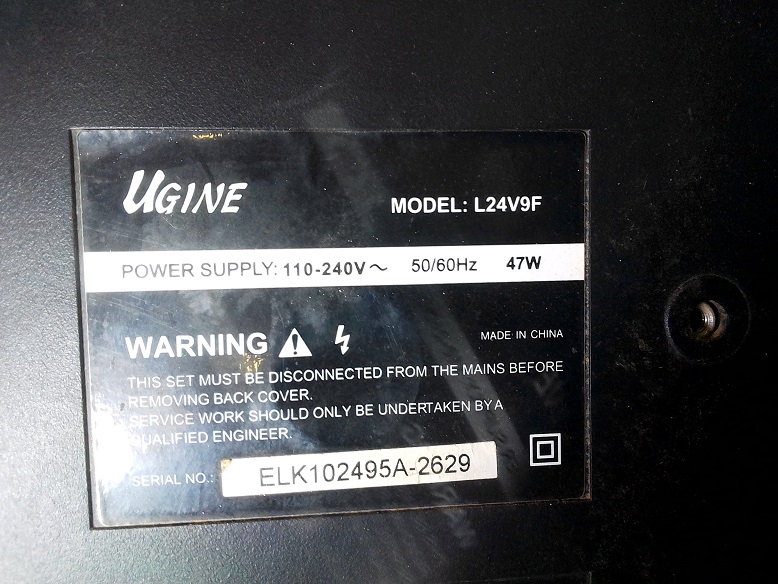 UGINE
MODEL: L24V9F
POWER SUPPLY: 110-240V～ 50/60Hz 47W
WARNING
MADE IN CHINA
THIS SET MUST BE DISCONNECTED FROM THE MAINS BEFORE
REMOVING BACK COVER.
SERVICE WORK SHOULD ONLY BE UNDERTAKEN BY A
QUALIFIED ENGINEER.
SERIAL NO.: ELK102495A-2629